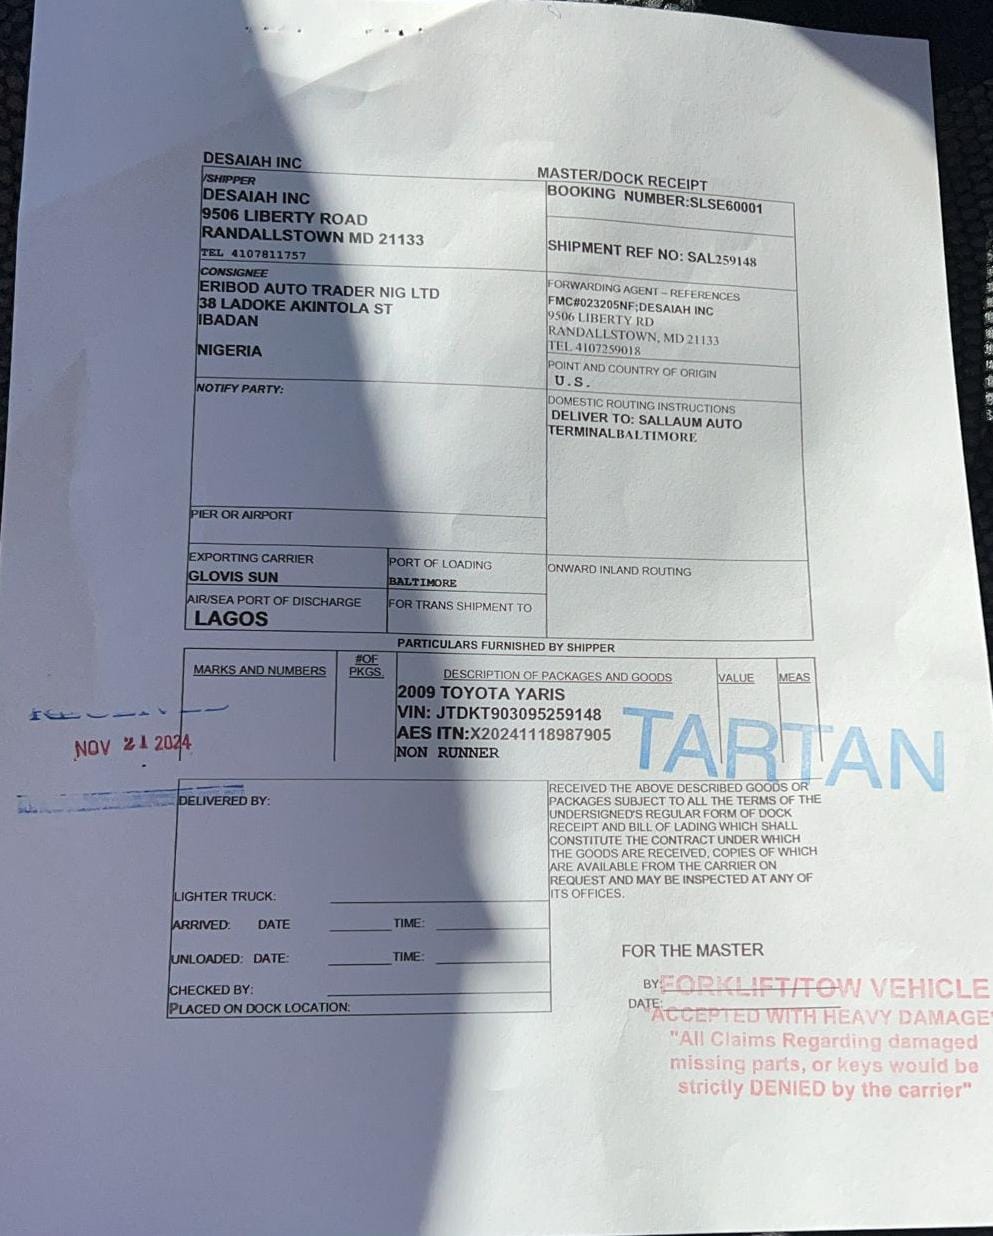 DESAIAH INC
MASTER/DOCK RECEIPT
/SHIPPER
DESAIAH INC
9506 LIBERTY ROAD
RANDALLSTOWN MD 21133
TEL 4107811757
BOOKING NUMBER:SLSE60001
SHIPMENT REF NO: SAL259148
CONSIGNEE
ERIBOD AUTO TRADER NIG LTD
38 LADOKE AKINTOLA ST
IBADAN
NIGERIA
FORWARDING AGENT – REFERENCES
FMC#023205NF;DESAIAH INC
9506 LIBERTY RD
RANDALLSTOWN, MD 21133
TEL 4107259018
POINT AND COUNTRY OF ORIGIN
U.S.
NOTIFY PARTY:
DOMESTIC ROUTING INSTRUCTIONS
DELIVER TO: SALLAUM AUTO
TERMINALBALTIMORE
PIER OR AIRPORT
EXPORTING CARRIER
GLOVIS SUN
PORT OF LOADING
BALTIMORE
ONWARD INLAND ROUTING
AIR/SEA PORT OF DISCHARGE
LAGOS
FOR TRANS SHIPMENT TO
PARTICULARS FURNISHED BY SHIPPER
MARKS AND NUMBERS
#OF
PKGS.
DESCRIPTION OF PACKAGES AND GOODS
VALUE
MEAS
2009 TOYOTA YARIS
VIN: JTDKT903095259148
AES ITN:X20241118987905
NON RUNNER
TARTAN
NOV 21 2024
DELIVERED BY:
RECEIVED THE ABOVE DESCRIBED GOODS OR
PACKAGES SUBJECT TO ALL THE TERMS OF THE
UNDERSIGNED'S REGULAR FORM OF DOCK
RECEIPT AND BILL OF LADING WHICH SHALL
CONSTITUTE THE CONTRACT UNDER WHICH
THE GOODS ARE RECEIVED, COPIES OF WHICH
ARE AVAILABLE FROM THE CARRIER ON
REQUEST AND MAY BE INSPECTED AT ANY OF
ITS OFFICES.
LIGHTER TRUCK:
ARRIVED: DATE TIME:
UNLOADED: DATE: TIME:
CHECKED BY:
PLACED ON DOCK LOCATION:
FOR THE MASTER
BY:
DATE:
FORKLIFT/TOW VEHICLE
"ACCEPTED WITH HEAVY DAMAGE"
"All Claims Regarding damaged
missing parts, or keys would be
strictly DENIED by the carrier"